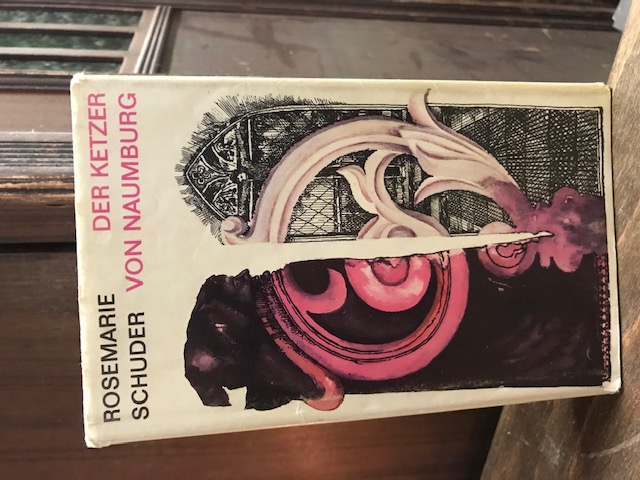 ROSEMARIE
SCHUDER
DER KETZER
VON NAUMBURG